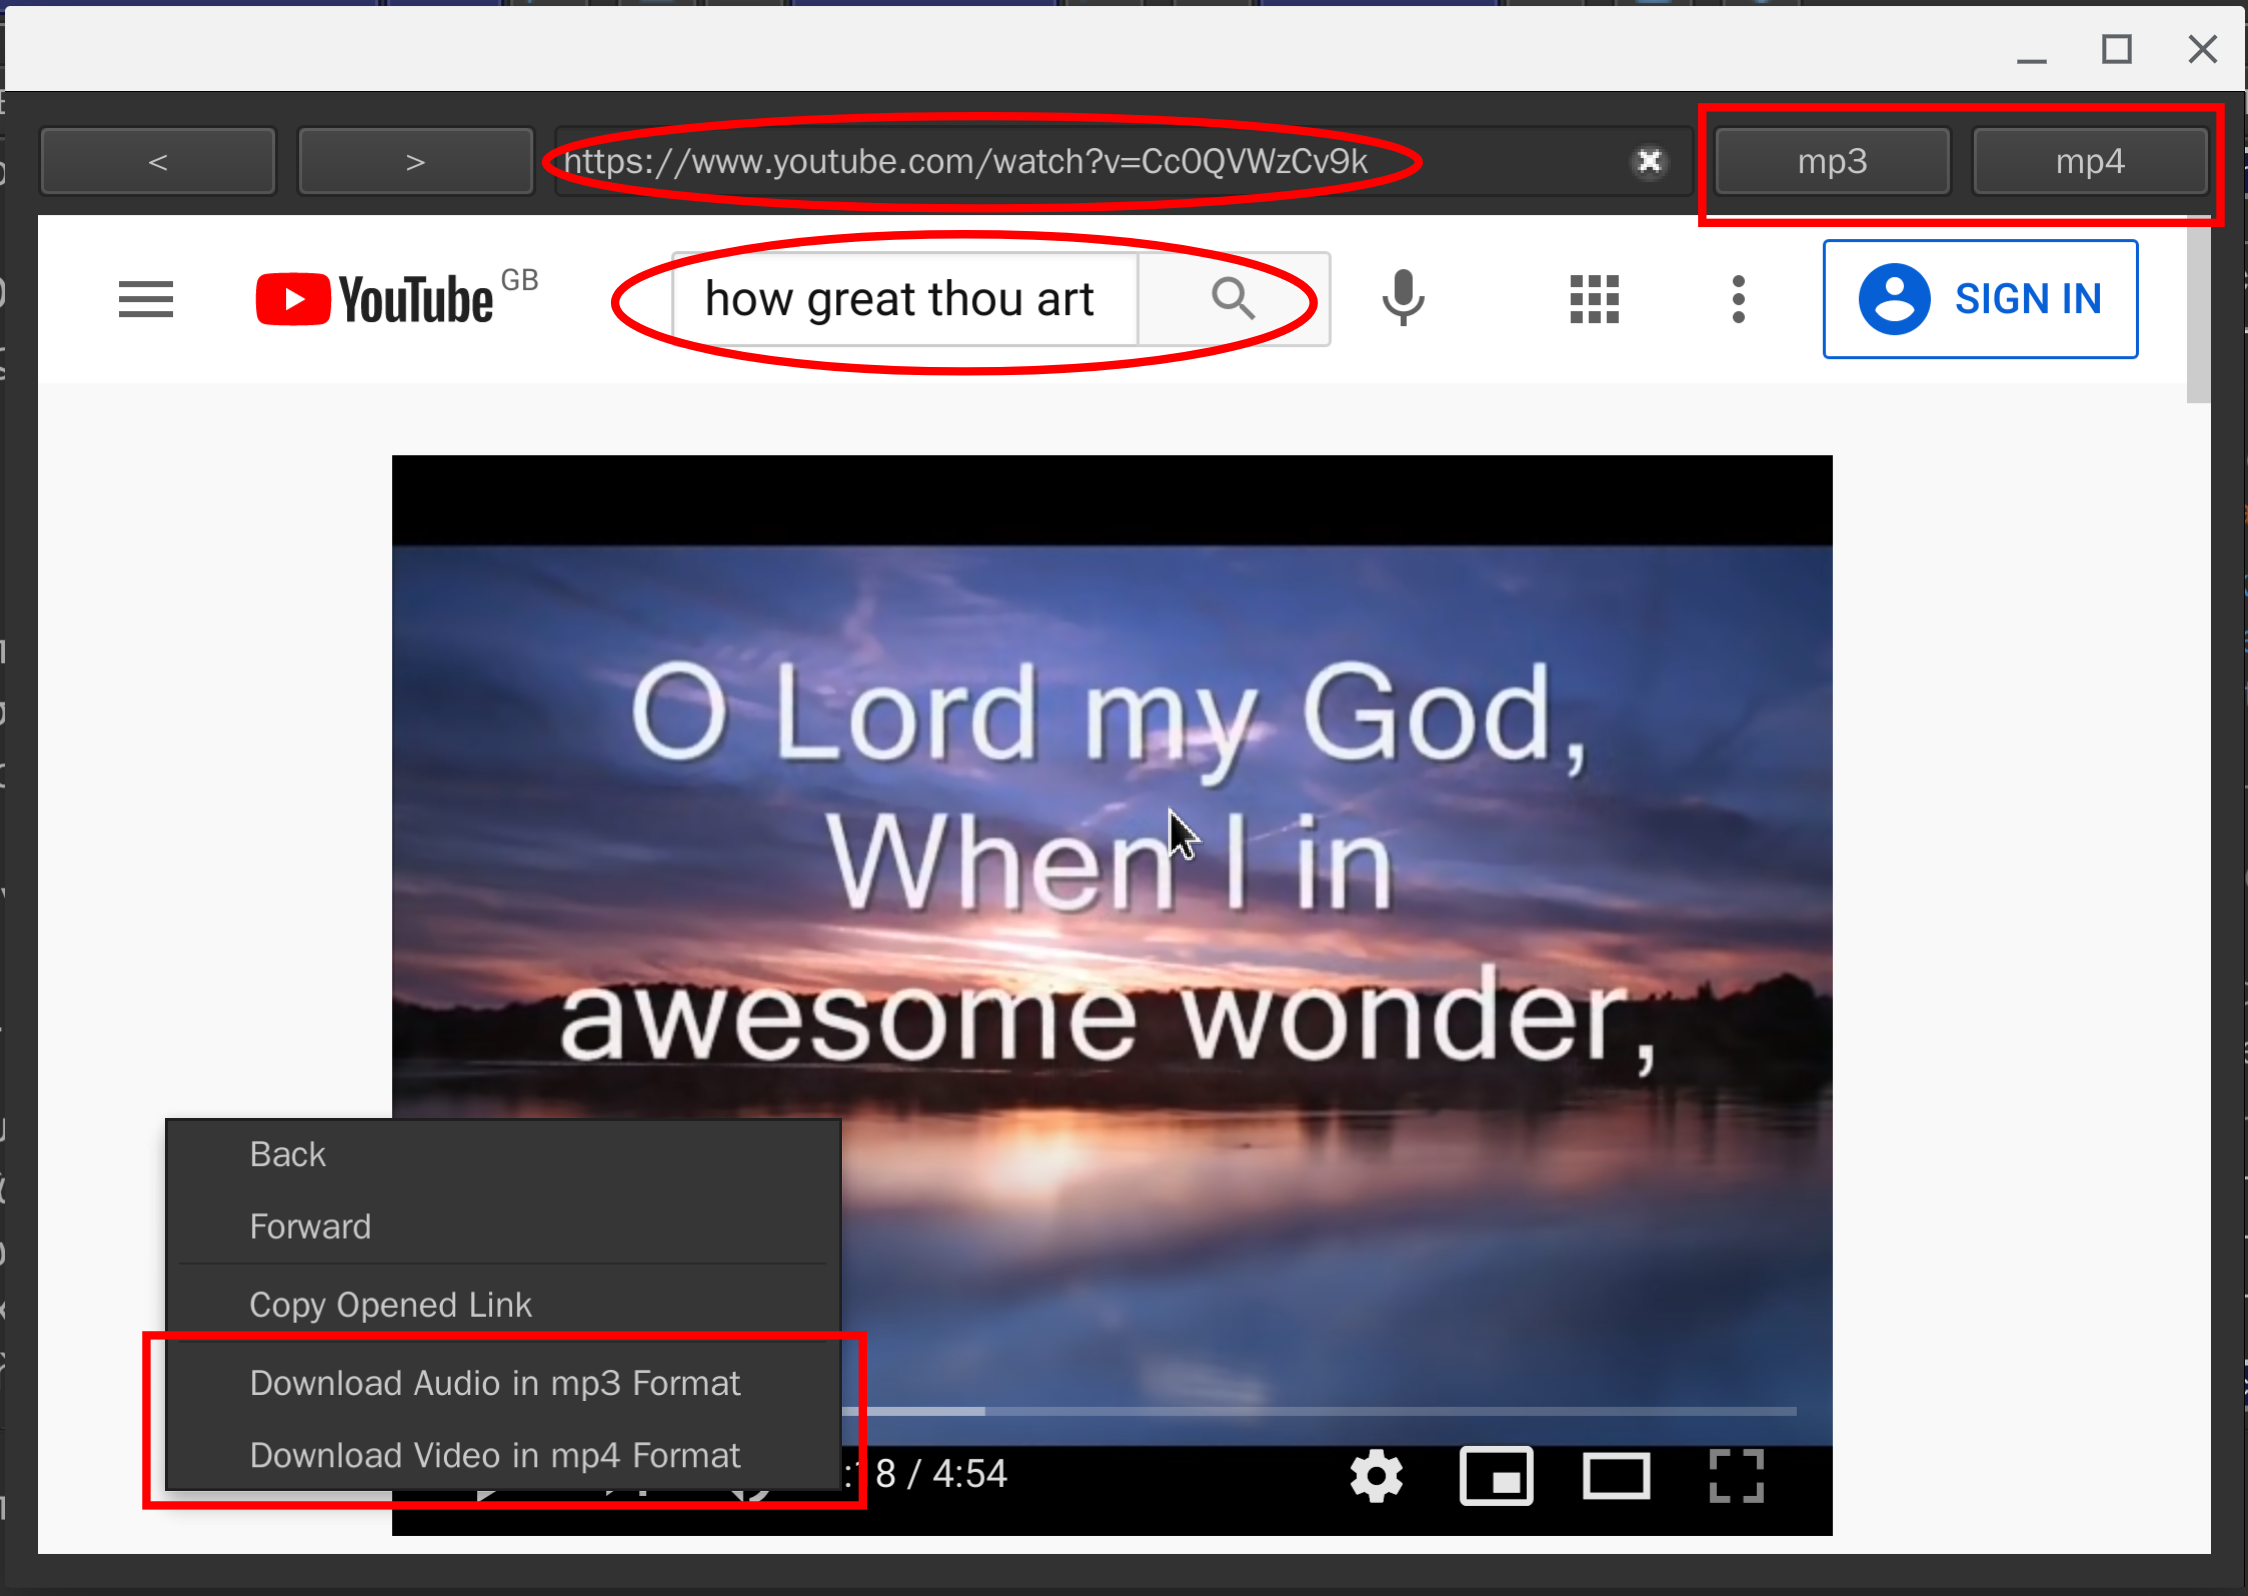 < > https://www.youtube.com/watch?v=Cc0QVWzCv9k mp3 mp4
YouTube GB how great thou art SIGN IN
O Lord my God,
When I in
awesome wonder,
Back
Forward
Copy Opened Link
Download Audio in mp3 Format
Download Video in mp4 Format
:18 / 4:54